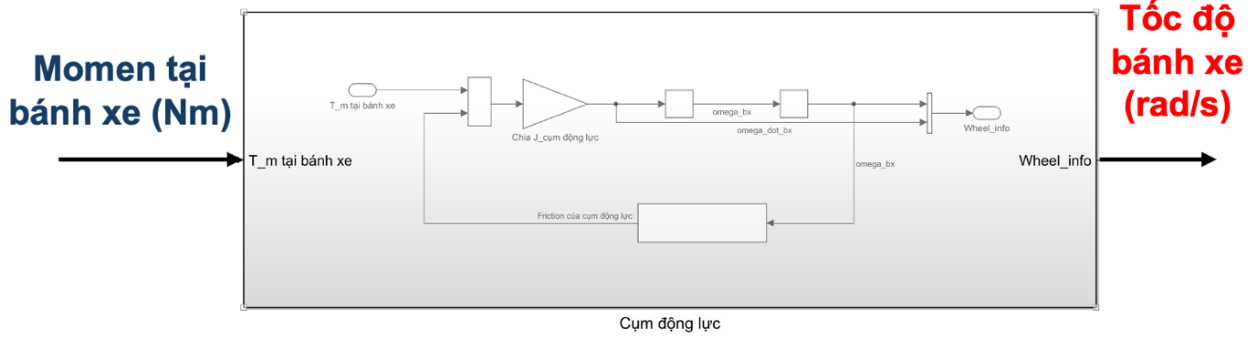 Momen tại
bánh xe (Nm)
Tốc độ
bánh xe
(rad/s)
T_m tại bánh xe
Chia J_cụm động lực
omega_bx
omega_dot_bx
Wheel_info
T_m tại bánh xe
Wheel_info
omega_bx
Friction của cụm động lực
Cụm động lực